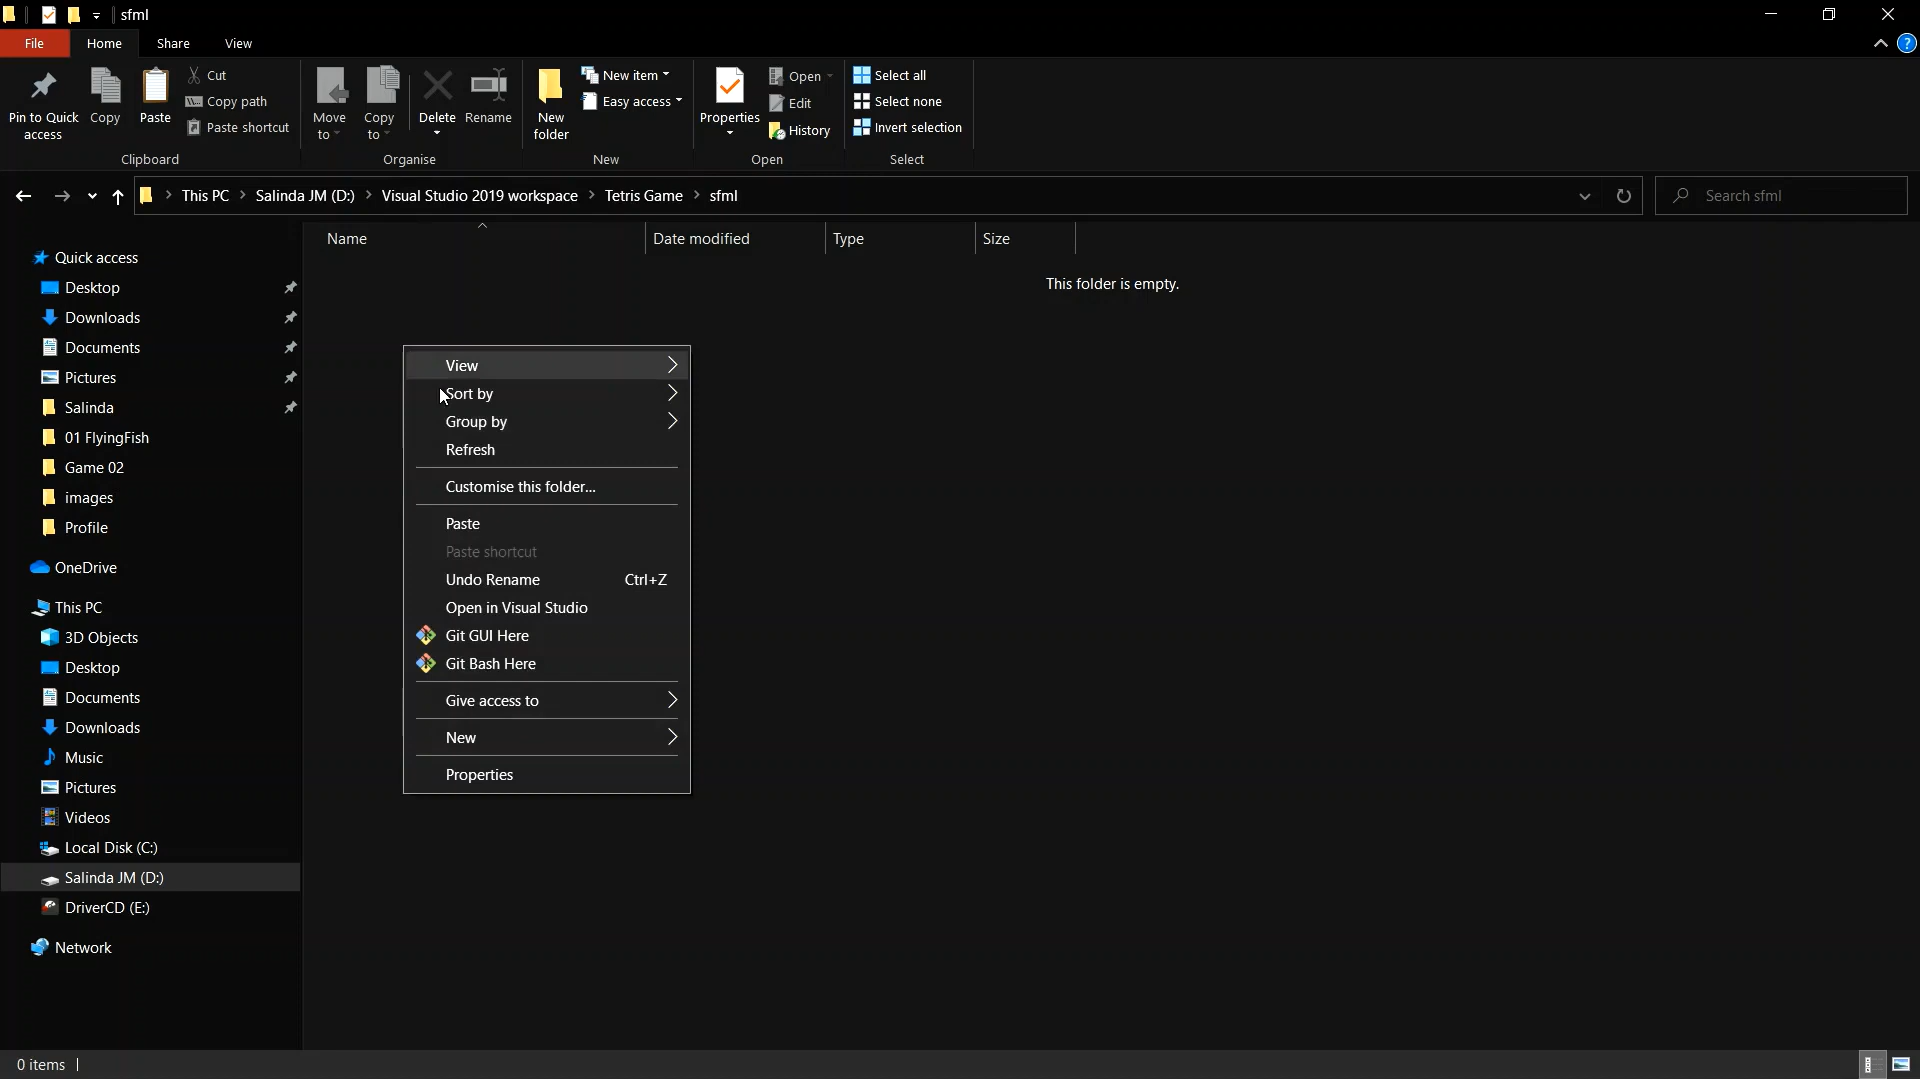 sfml
File Home Share View
Pin to Quick access
Copy
Paste
Cut
Copy path
Paste shortcut
Clipboard
Move to
Copy to
Delete
Rename
Organise
New folder
New item
Easy access
New
Properties
Open
Edit
History
Open
Select all
Select none
Invert selection
Select
This PC Salinda JM (D:) Visual Studio 2019 workspace Tetris Game sfml
Search sfml
Name Date modified Type Size
This folder is empty.
Quick access
Desktop
Downloads
Documents
Pictures
Salinda
01 FlyingFish
Game 02
images
Profile
OneDrive
This PC
3D Objects
Desktop
Documents
Downloads
Music
Pictures
Videos
Local Disk (C:)
Salinda JM (D:)
DriverCD (E:)
Network
View
Sort by
Group by
Refresh
Customise this folder...
Paste
Paste shortcut
Undo Rename Ctrl+Z
Open in Visual Studio
Git GUI Here
Git Bash Here
Give access to
New
Properties
0 items